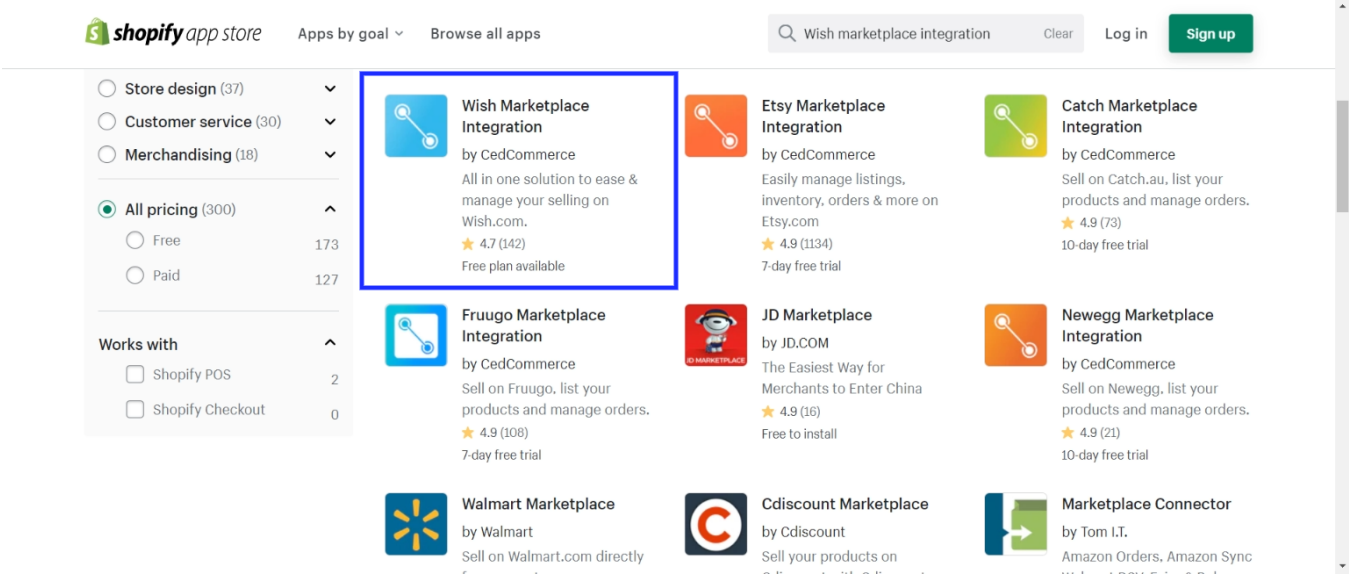 shopify app store
Apps by goal
Browse all apps
Wish marketplace integration
Clear
Log in
Sign up
Store design (37)
Customer service (30)
Merchandising (18)
All pricing (300)
Free 173
Paid 127
Works with
Shopify POS 2
Shopify Checkout 0
Wish Marketplace
Integration
by CedCommerce
All in one solution to ease &
manage your selling on
Wish.com.
4.7 (142)
Free plan available
Etsy Marketplace
Integration
by CedCommerce
Easily manage listings,
inventory, orders & more on
Etsy.com
4.9 (1134)
7-day free trial
Catch Marketplace
Integration
by CedCommerce
Sell on Catch.au, list your
products and manage orders.
4.9 (73)
10-day free trial
Fruugo Marketplace
Integration
by CedCommerce
Sell on Fruugo, list your
products and manage orders.
4.9 (108)
7-day free trial
JD MARKETPLACE
JD Marketplace
by JD.COM
The Easiest Way for
Merchants to Enter China
4.9 (16)
Free to install
Newegg Marketplace
Integration
by CedCommerce
Sell on Newegg, list your
products and manage orders.
4.9 (21)
10-day free trial
Walmart Marketplace
by Walmart
Sell on Walmart.com directly
Cdiscount Marketplace
by Cdiscount
Sell your products on
Marketplace Connector
by Tom I.T.
Amazon Orders, Amazon Sync